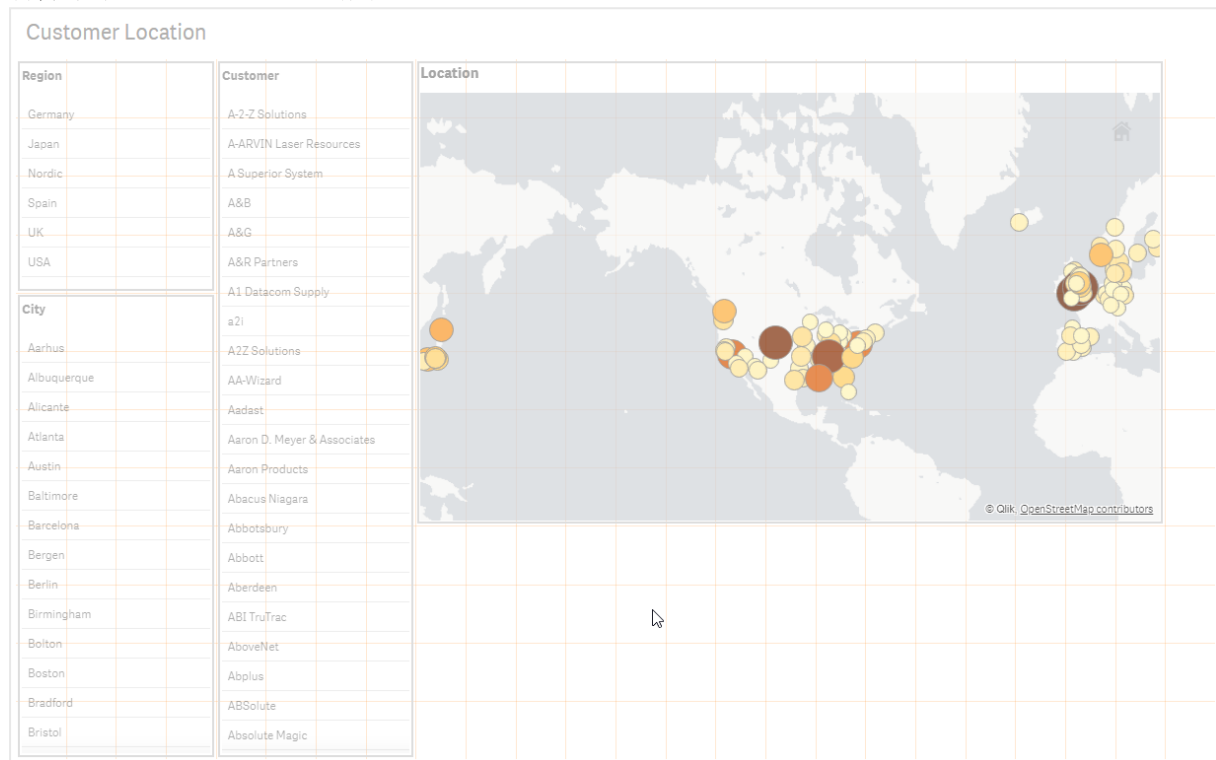 Customer Location
Region
Germany
Japan
Nordic
Spain
UK
USA
City
Aarhus
Albuquerque
Alicante
Atlanta
Austin
Baltimore
Barcelona
Bergen
Berlin
Birmingham
Bolton
Boston
Bradford
Bristol
Customer
A-2-Z Solutions
A-ARVIN Laser Resources
A Superior System
A&B
A&G
A&R Partners
A1 Datacom Supply
a2i
A2Z Solutions
AA-Wizard
Aadast
Aaron D. Meyer & Associates
Aaron Products
Abacus Niagara
Abbotsbury
Abbott
Aberdeen
ABI TruTrac
AboveNet
Abplus
ABSolute
Absolute Magic
Location
© Qlik, OpenStreetMap contributors